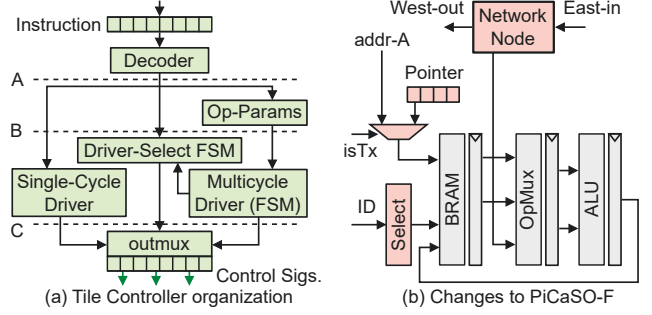 Instruction
Decoder
A
Op-Params
B
Driver-Select FSM
Single-Cycle
Driver
Multicycle
Driver (FSM)
C
outmux
Control Sigs.
(a) Tile Controller organization
West-out
Network
Node
East-in
addr-A
Pointer
isTx
BRAM
OpMux
ALU
ID
Select
(b) Changes to PiCaSO-F